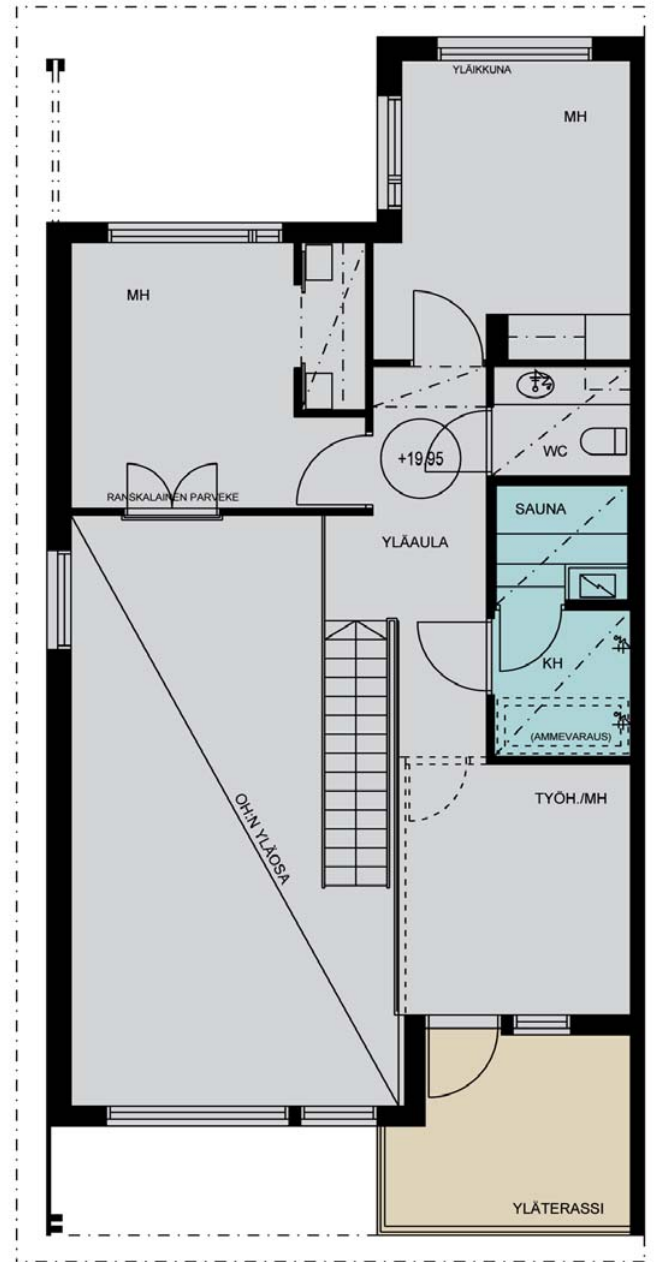 YLÄIKKUNA
MH
MH
+19.95
WC
RANSKALAINEN PARVEKE
SAUNA
YLÄAULA
KH
(AMMEVARAUS)
TYÖH./MH
OH:N YLÄOSA
YLÄTERASSI